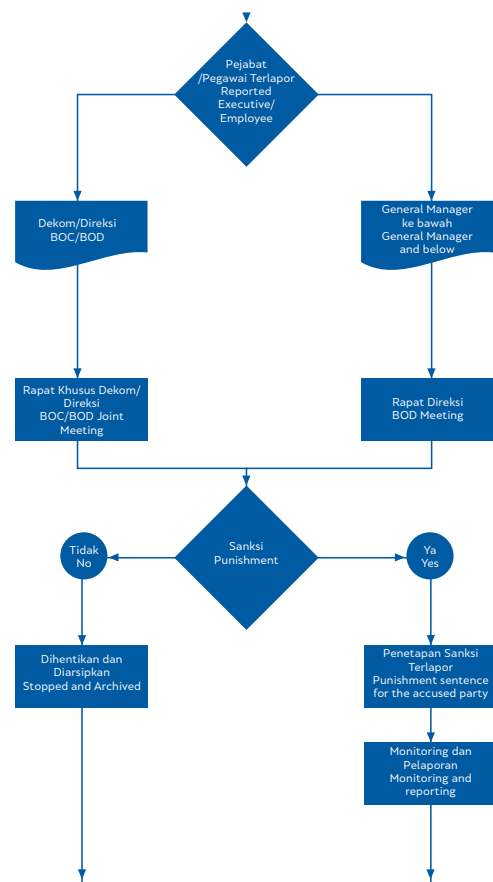 Pejabat
/Pegawai Terlapor
Reported
Executive/
Employee
Dekom/Direksi
BOC/BOD
General Manager
ke bawah
General Manager
and below
Rapat Khusus Dekom/
Direksi
BOC/BOD Joint
Meeting
Rapat Direksi
BOD Meeting
Sanksi
Punishment
Tidak
No
Ya
Yes
Dihentikan dan
Diarsipkan
Stopped and Archived
Penetapan Sanksi
Terlapor
Punishment sentence
for the accused party
Monitoring dan
Pelaporan
Monitoring and
reporting